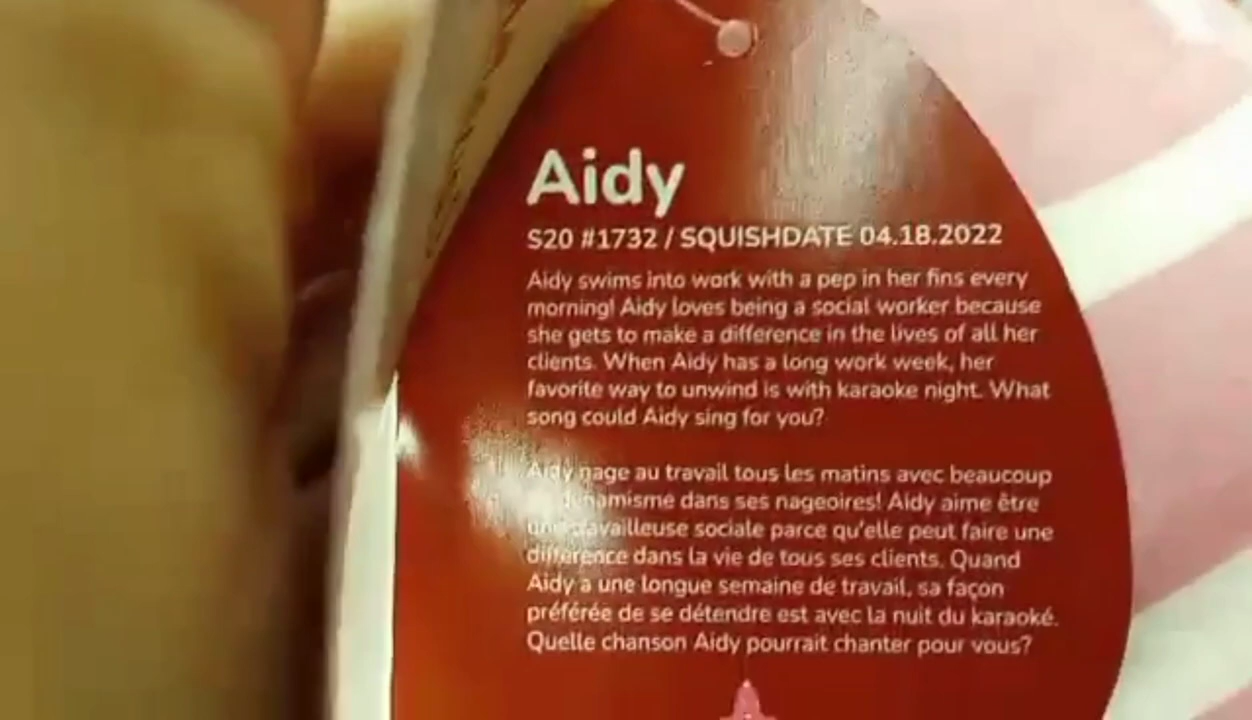 Aidy
S20 #1732 / SQUISHDATE 04.18.2022
Aidy swims into work with a pep in her fins every
morning! Aidy loves being a social worker because
she gets to make a difference in the lives of all her
clients. When Aidy has a long work week, her
favorite way to unwind is with karaoke night. What
song could Aidy sing for you?
Aidy nage au travail tous les matins avec beaucoup
dynamisme dans ses nageoires! Aidy aime être
une travailleuse sociale parce qu'elle peut faire une
différence dans la vie de tous ses clients. Quand
Aidy a une longue semaine de travail, sa façon
préférée de se détendre est avec la nuit du karaoké.
Quelle chanson Aidy pourrait chanter pour vous?